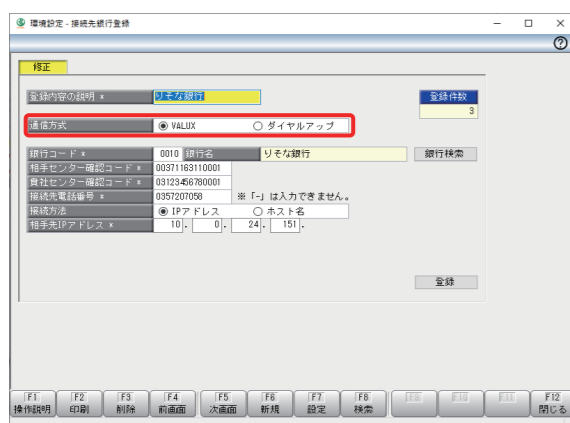 環境設定 - 接続先銀行登録
修正
登録内容の説明 * りそな銀行 登録件数
3
通信方式 VALUX ダイヤルアップ
銀行コード * 0010 銀行名 りそな銀行 銀行検索
相手センター確認コード * 00371163110001
貴社センター確認コード * 03123456780001
接続先電話番号 * 0357207058 ※「-」は入力できません。
接続方法 IPアドレス ホスト名
相手先IPアドレス * 10. 0. 24. 151.
登録
F1 F2 F3 F4 F5 F6 F7 F8 F9 F10 F11 F12
操作説明 印刷 削除 前画面 次画面 新規 設定 検索 閉じる